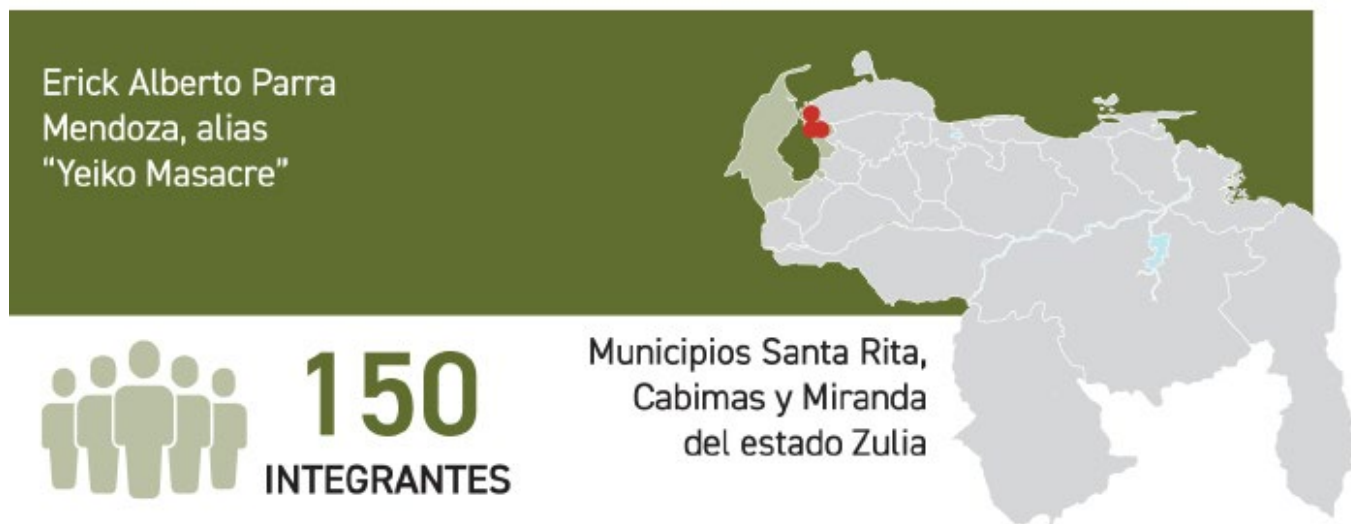 Erick Alberto Parra
Mendoza, alias
“Yeiko Masacre”
150
INTEGRANTES
Municipios Santa Rita,
Cabimas y Miranda
del estado Zulia